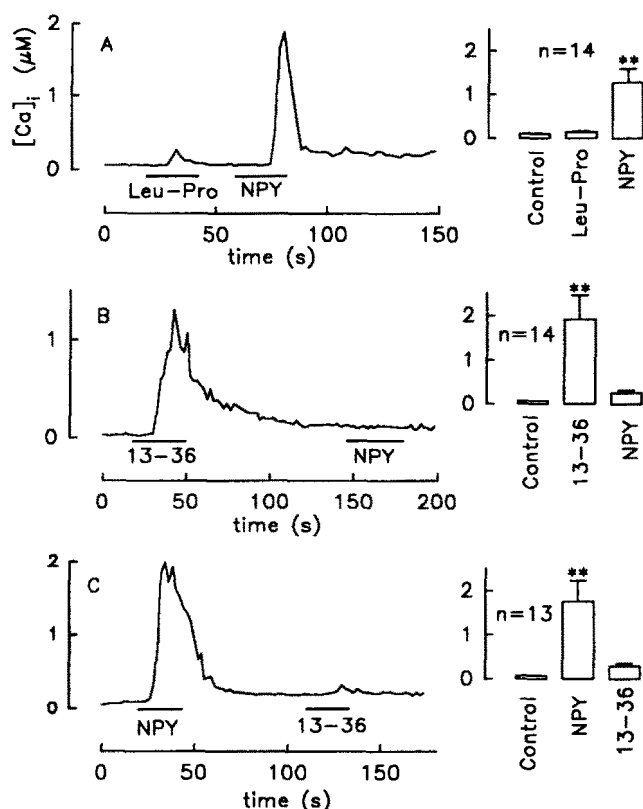 A
[Ca]i (μM)
2
1
0
Leu-Pro
NPY
0
50
100
150
time (s)
n=14
**
2
1
0
Control
Leu-Pro
NPY
B
1
0
13-36
NPY
0
50
100
150
200
time (s)
n=14
**
2
1
0
Control
13-36
NPY
C
2
1
0
NPY
13-36
0
50
100
150
time (s)
n=13
**
2
1
0
Control
NPY
13-36